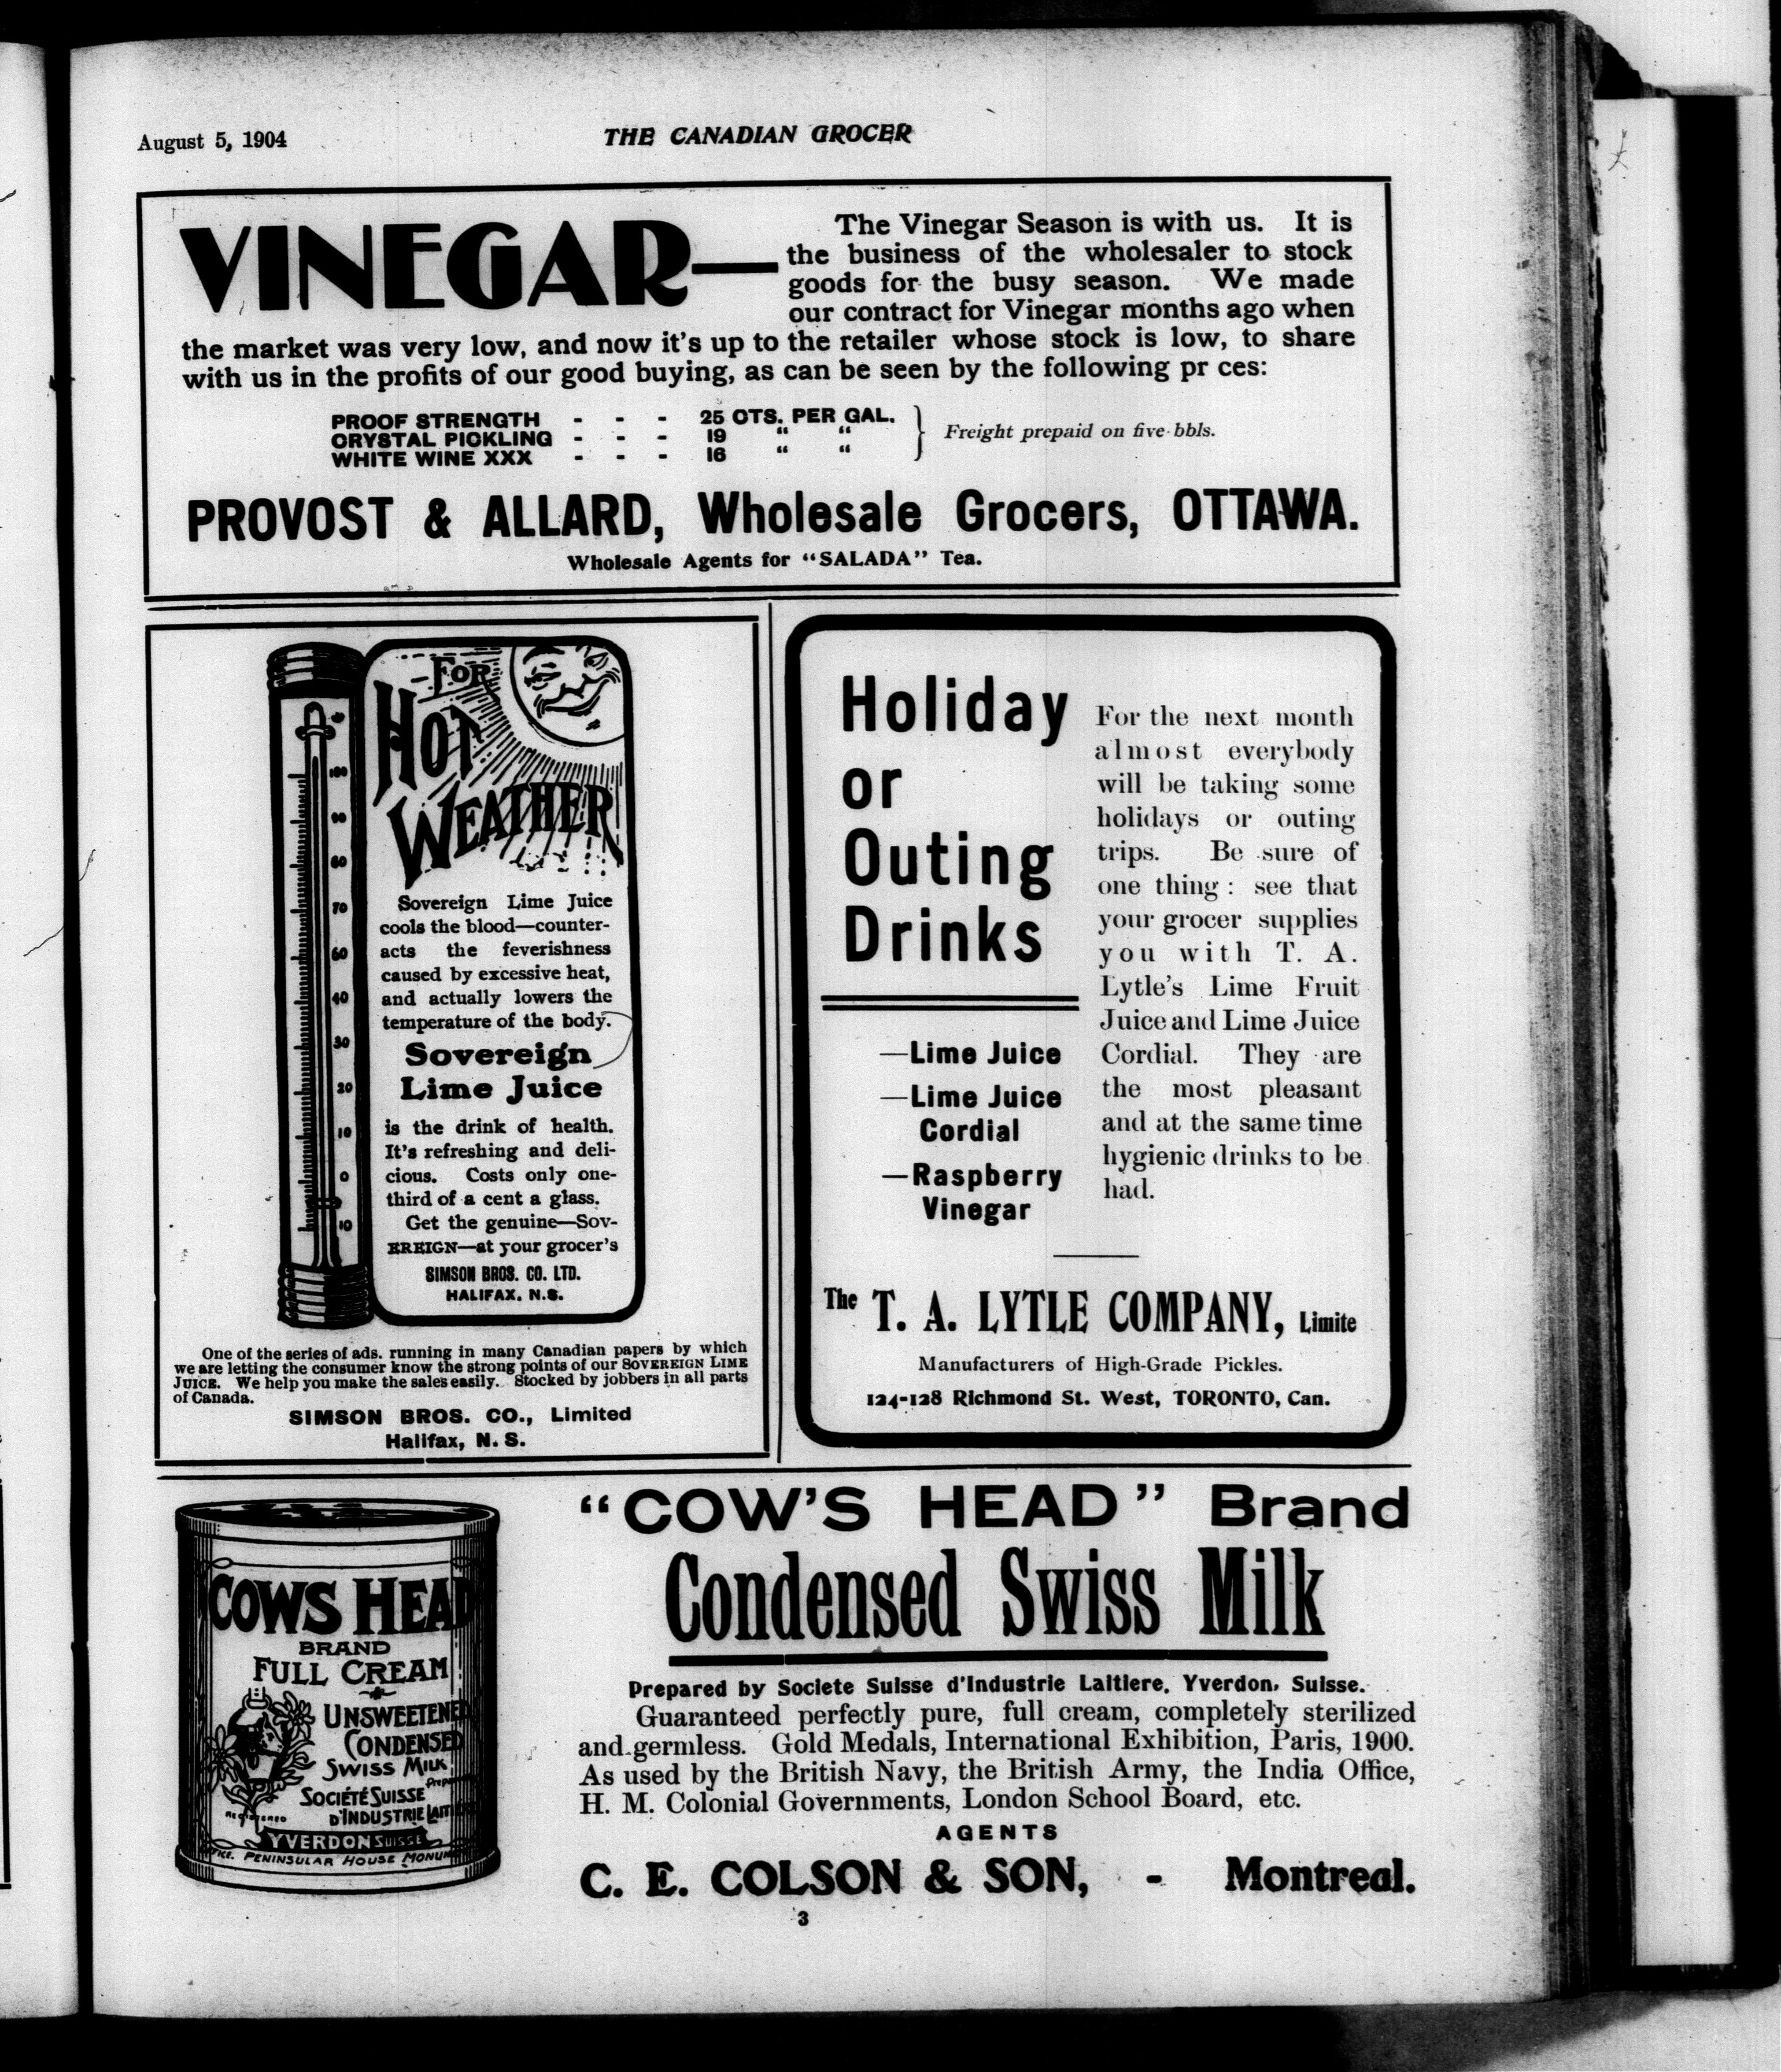 August 5, 1904
THE CANADIAN GROCER
VINEGAR—
The Vinegar Season is with us. It is
the business of the wholesaler to stock
goods for the busy season. We made
our contract for Vinegar months ago when
the market was very low, and now it's up to the retailer whose stock is low, to share
with us in the profits of our good buying, as can be seen by the following pr ces:
PROOF STRENGTH - - - 25 CTS. PER GAL.
CRYSTAL PICKLING - - - 19 " "
WHITE WINE XXX - - - 16 " "
Freight prepaid on five bbls.
PROVOST & ALLARD, Wholesale Grocers, OTTAWA.
Wholesale Agents for "SALADA" Tea.
FOR
HOT
WEATHER
100
90
80
70
60
40
30
20
10
0
10
Sovereign Lime Juice
cools the blood—counter-
acts the feverishness
caused by excessive heat,
and actually lowers the
temperature of the body.
Sovereign
Lime Juice
is the drink of health.
It's refreshing and deli-
cious. Costs only one-
third of a cent a glass.
Get the genuine—SOV-
EREIGN—at your grocer's
SIMSON BROS. CO. LTD.
HALIFAX, N.S.
One of the series of ads. running in many Canadian papers by which
we are letting the consumer know the strong points of our SOVEREIGN LIME
JUICE. We help you make the sales easily. Stocked by jobbers in all parts
of Canada.
SIMSON BROS. CO., Limited
Halifax, N. S.
Holiday
or
Outing
Drinks
—Lime Juice
—Lime Juice
Cordial
—Raspberry
Vinegar
For the next month
almost everybody
will be taking some
holidays or outing
trips. Be sure of
one thing: see that
your grocer supplies
you with T. A.
Lytle's Lime Fruit
Juice and Lime Juice
Cordial. They are
the most pleasant
and at the same time
hygienic drinks to be
had.
The T. A. LYTLE COMPANY, Limite
Manufacturers of High-Grade Pickles.
124-128 Richmond St. West, TORONTO, Can.
COWS HEAD
BRAND
FULL CREAM
UNSWEETENED
CONDENSED
SWISS MILK
SOCIÉTÉ SUISSE
D'INDUSTRIE LAIT
REGISTERED
YVERDON SUISSE
PENINSULAR HOUSE MONUM
"COW'S HEAD" Brand
Condensed Swiss Milk
Prepared by Societe Suisse d'Industrie Laitiere, Yverdon, Suisse.
Guaranteed perfectly pure, full cream, completely sterilized
and germless. Gold Medals, International Exhibition, Paris, 1900.
As used by the British Navy, the British Army, the India Office,
H. M. Colonial Governments, London School Board, etc.
AGENTS
C. E. COLSON & SON, - Montreal.
3